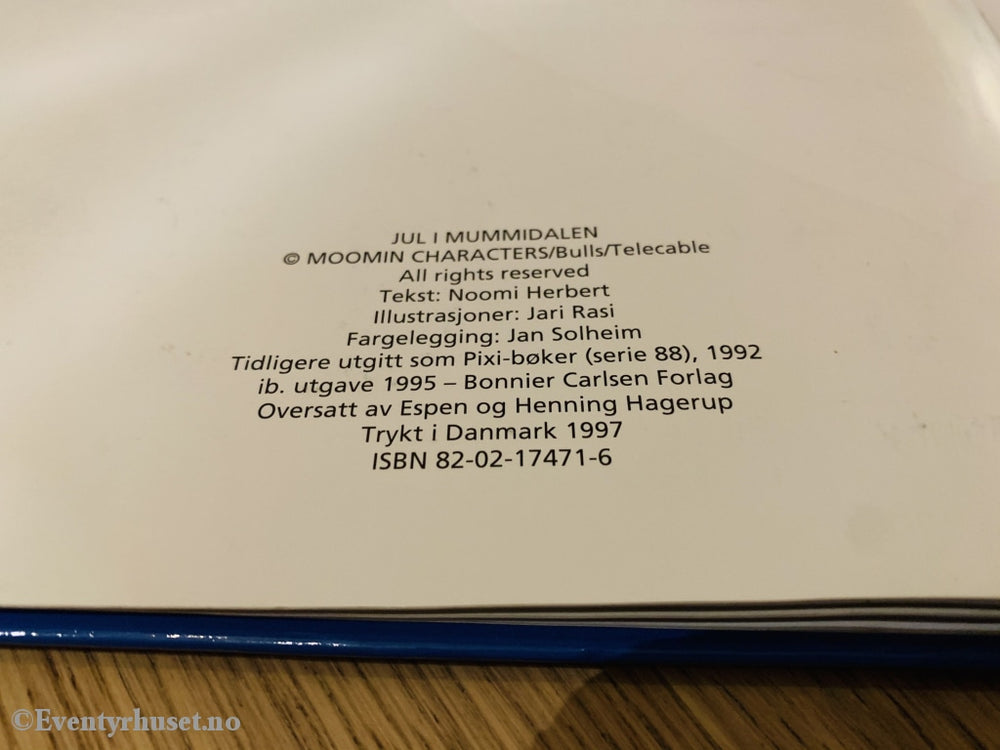 JUL I MUMMIDALEN
© MOOMIN CHARACTERS/Bulls/Telecable
All rights reserved
Tekst: Noomi Herbert
Illustrasjoner: Jari Rasi
Fargelegging: Jan Solheim
Tidligere utgitt som Pixi-bøker (serie 88), 1992
ib. utgave 1995 – Bonnier Carlsen Forlag
Oversatt av Espen og Henning Hagerup
Trykt i Danmark 1997
ISBN 82-02-17471-6
©Eventyrhuset.no